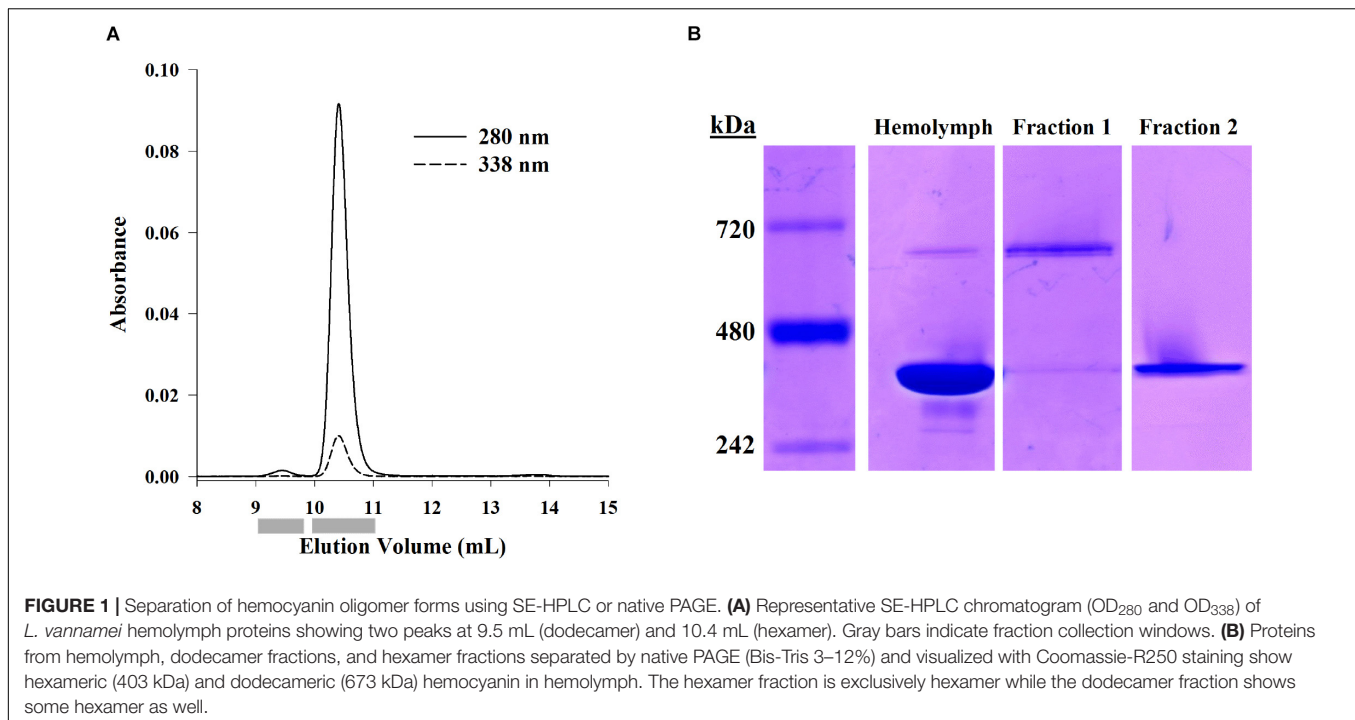 A
B
0.10
0.08
0.06
0.04
0.02
0.00
Absorbance
280 nm
338 nm
8 9 10 11 12 13 14 15
Elution Volume (mL)
kDa
Hemolymph Fraction 1 Fraction 2
720
480
242
FIGURE 1 | Separation of hemocyanin oligomer forms using SE-HPLC or native PAGE. (A) Representative SE-HPLC chromatogram (OD280 and OD338) of
L. vannamei hemolymph proteins showing two peaks at 9.5 mL (dodecamer) and 10.4 mL (hexamer). Gray bars indicate fraction collection windows. (B) Proteins
from hemolymph, dodecamer fractions, and hexamer fractions separated by native PAGE (Bis-Tris 3–12%) and visualized with Coomassie-R250 staining show
hexameric (403 kDa) and dodecameric (673 kDa) hemocyanin in hemolymph. The hexamer fraction is exclusively hexamer while the dodecamer fraction shows
some hexamer as well.